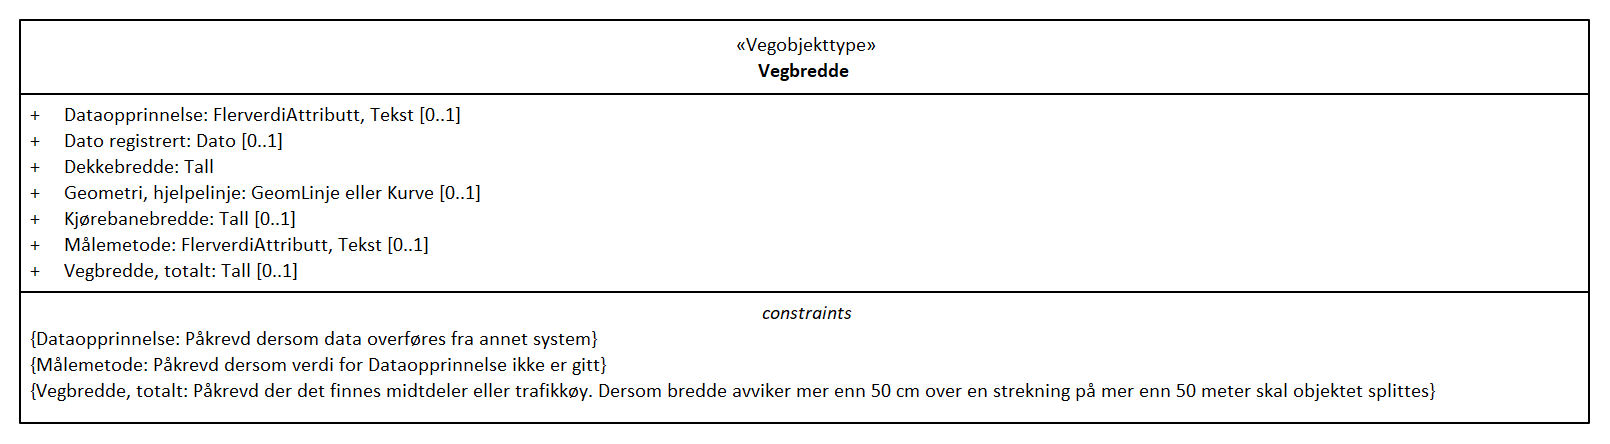 «Vegobjekttype»
Vegbredde
+ Dataopprinnelse: FlerverdiAttributt, Tekst [0..1]
+ Dato registrert: Dato [0..1]
+ Dekkebredde: Tall
+ Geometri, hjelpelinje: GeomLinje eller Kurve [0..1]
+ Kjørebanebredde: Tall [0..1]
+ Målemetode: FlerverdiAttributt, Tekst [0..1]
+ Vegbredde, totalt: Tall [0..1]
constraints
{Dataopprinnelse: Påkrevd dersom data overføres fra annet system}
{Målemetode: Påkrevd dersom verdi for Dataopprinnelse ikke er gitt}
{Vegbredde, totalt: Påkrevd der det finnes midtdeler eller trafikkøy. Dersom bredde avviker mer enn 50 cm over en strekning på mer enn 50 meter skal objektet splittes}